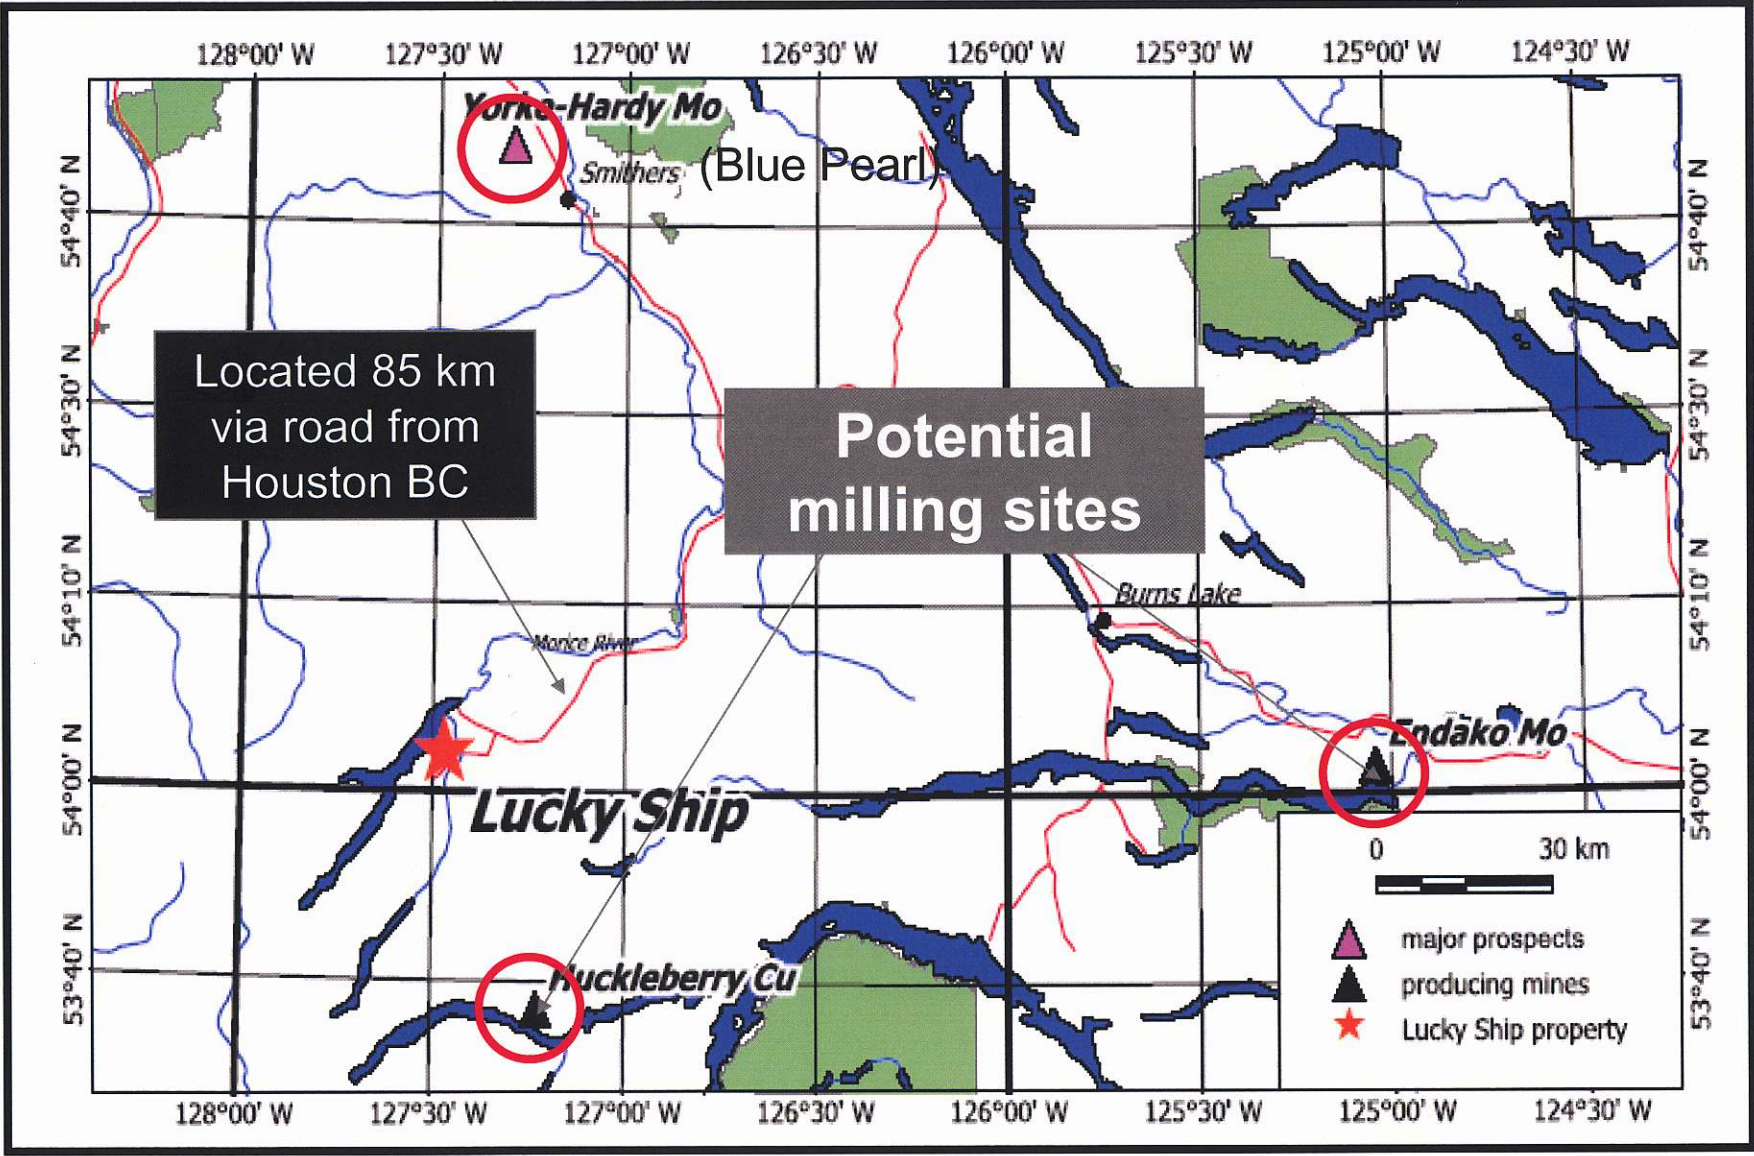 128°00' W 127°30' W 127°00' W 126°30' W 126°00' W 125°30' W 125°00' W 124°30' W
Yorke-Hardy Mo
(Blue Pearl)
Smithers
54°40' N
54°40' N
Located 85 km
via road from
Houston BC
54°30' N
54°30' N
Potential
milling sites
54°10' N
54°10' N
Burns Lake
Morice River
Endako Mo
54°00' N
54°00' N
Lucky Ship
0 30 km
major prospects
producing mines
Lucky Ship property
53°40' N
53°40' N
Huckleberry Cu
128°00' W 127°30' W 127°00' W 126°30' W 126°00' W 125°30' W 125°00' W 124°30' W